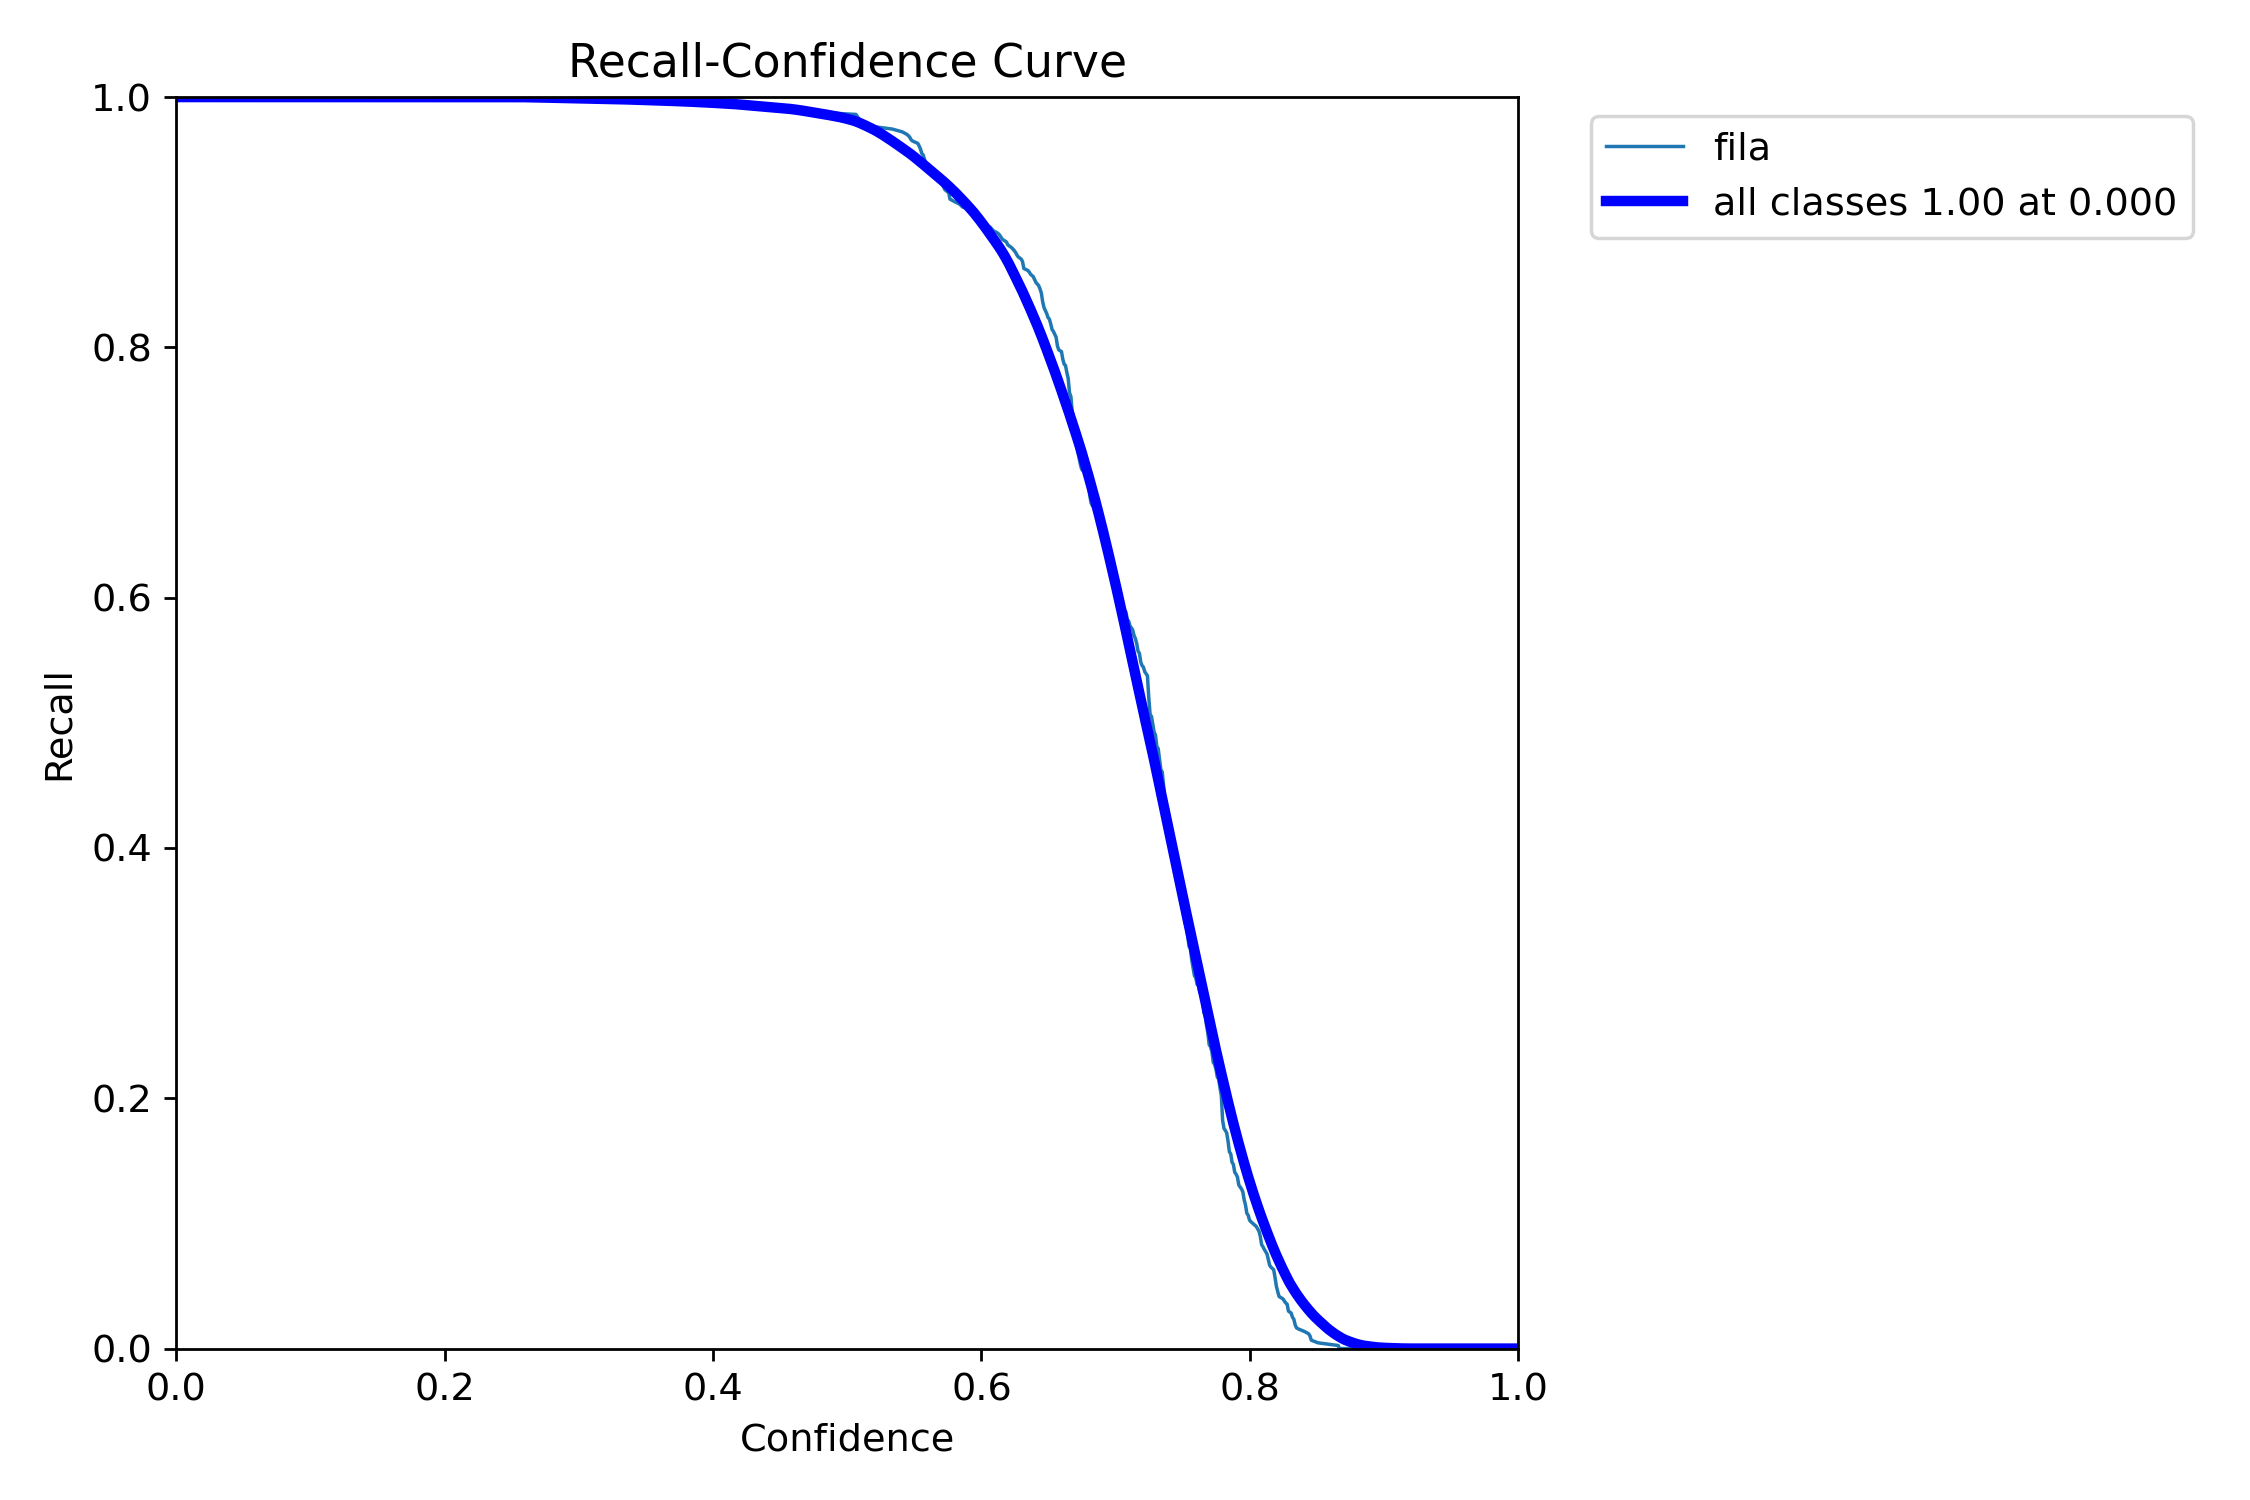 Recall-Confidence Curve
1.0
0.8
0.6
0.4
0.2
0.0
Recall
0.0 0.2 0.4 0.6 0.8 1.0
Confidence
fila
all classes 1.00 at 0.000